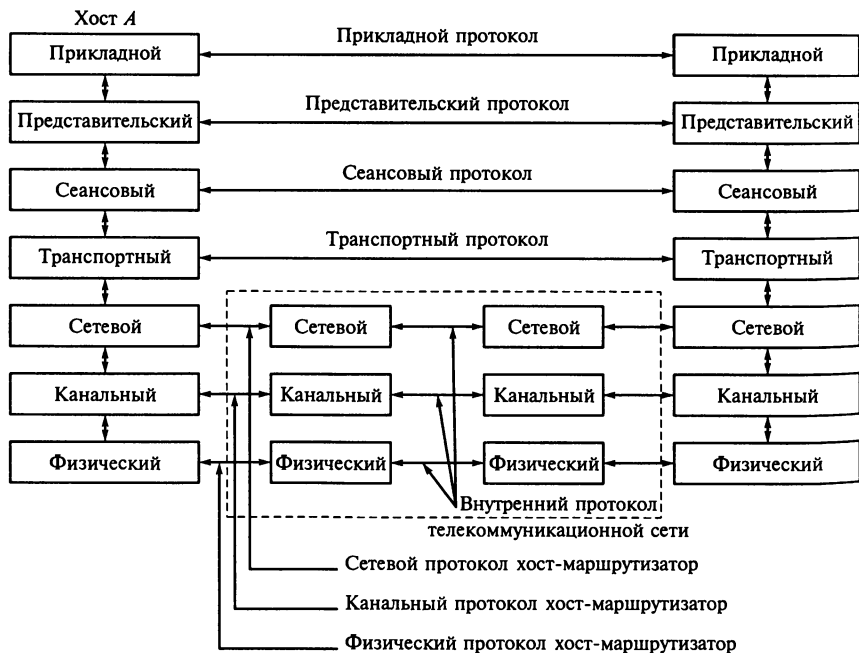 Хост А
Прикладной
Прикладной протокол
Прикладной
Представительский
Представительский протокол
Представительский
Сеансовый
Сеансовый протокол
Сеансовый
Транспортный
Транспортный протокол
Транспортный
Сетевой
Сетевой
Сетевой
Сетевой
Канальный
Канальный
Канальный
Канальный
Физический
Физический
Физический
Физический
Внутренний протокол
телекоммуникационной сети
Сетевой протокол хост-маршрутизатор
Канальный протокол хост-маршрутизатор
Физический протокол хост-маршрутизатор